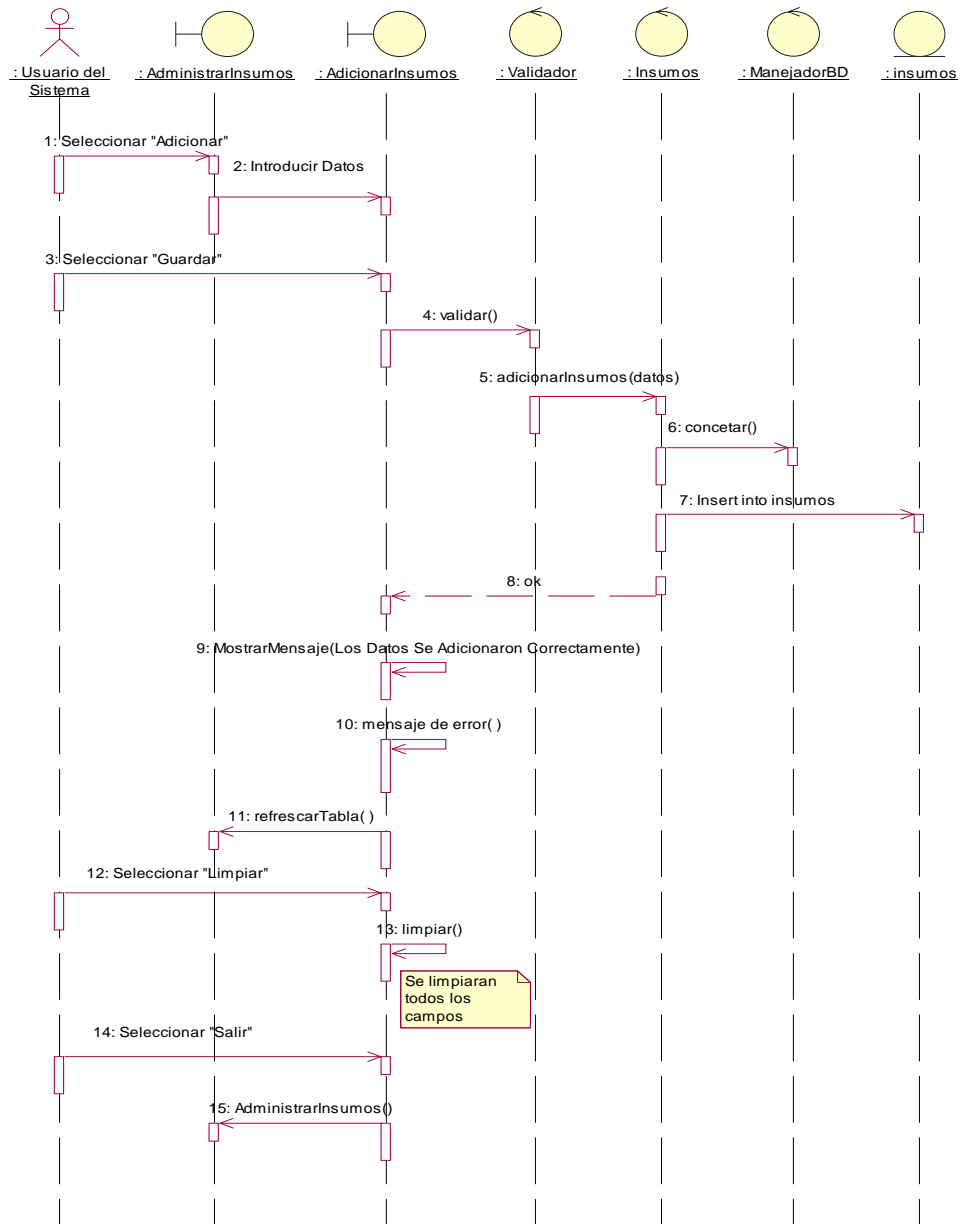 : Usuario del
Sistema
: AdministrarInsumos
: AdicionarInsumos
: Validador
: Insumos
: ManejadorBD
: insumos
1: Seleccionar "Adicionar"
2: Introducir Datos
3: Seleccionar "Guardar"
4: validar()
5: adicionarInsumos(datos)
6: concetar()
7: Insert into insumos
8: ok
9: MostrarMensaje(Los Datos Se Adicionaron Correctamente)
10: mensaje de error( )
11: refrescarTabla( )
12: Seleccionar "Limpiar"
13: limpiar()
Se limpiaran
todos los
campos
14: Seleccionar "Salir"
15: AdministrarInsumos()